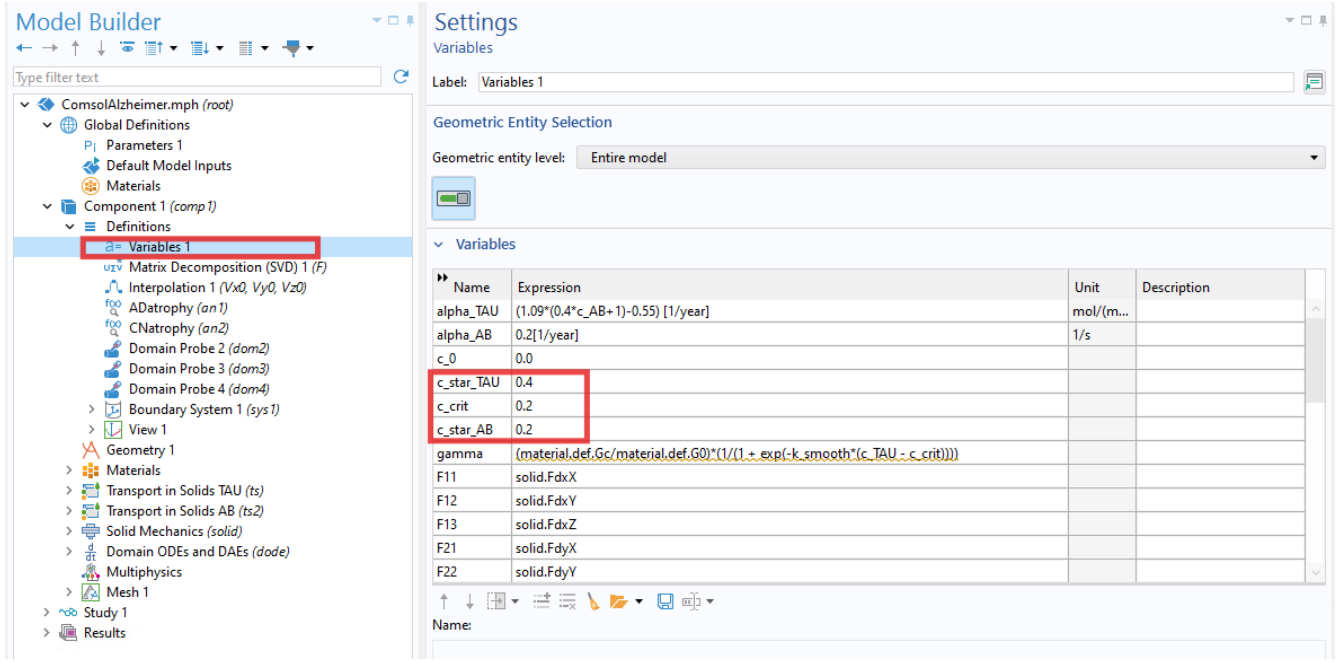 Model Builder
Type filter text
ComsolAlzheimer.mph (root)
Global Definitions
Pi Parameters 1
Default Model Inputs
Materials
Component 1 (comp1)
Definitions
a= Variables 1
UΣV Matrix Decomposition (SVD) 1 (F)
Interpolation 1 (Vx0, Vy0, Vz0)
f(x) ADatrophy (an1)
f(x) CNatrophy (an2)
Domain Probe 2 (dom2)
Domain Probe 3 (dom3)
Domain Probe 4 (dom4)
Boundary System 1 (sys1)
View 1
Geometry 1
Materials
Transport in Solids TAU (ts)
Transport in Solids AB (ts2)
Solid Mechanics (solid)
d/dt Domain ODEs and DAEs (dode)
Multiphysics
Mesh 1
Study 1
Results
Settings
Variables
Label: Variables 1
Geometric Entity Selection
Geometric entity level: Entire model
Variables
Name Expression Unit Description
alpha_TAU (1.09*(0.4*c_AB+1)-0.55) [1/year] mol/(m...
alpha_AB 0.2[1/year] 1/s
c_0 0.0
c_star_TAU 0.4
c_crit 0.2
c_star_AB 0.2
gamma (material.def.Gc/material.def.G0)*(1/(1 + exp(-k_smooth*(c_TAU - c_crit))))
F11 solid.FdxX
F12 solid.FdxY
F13 solid.FdxZ
F21 solid.FdyX
F22 solid.FdyY
Name: